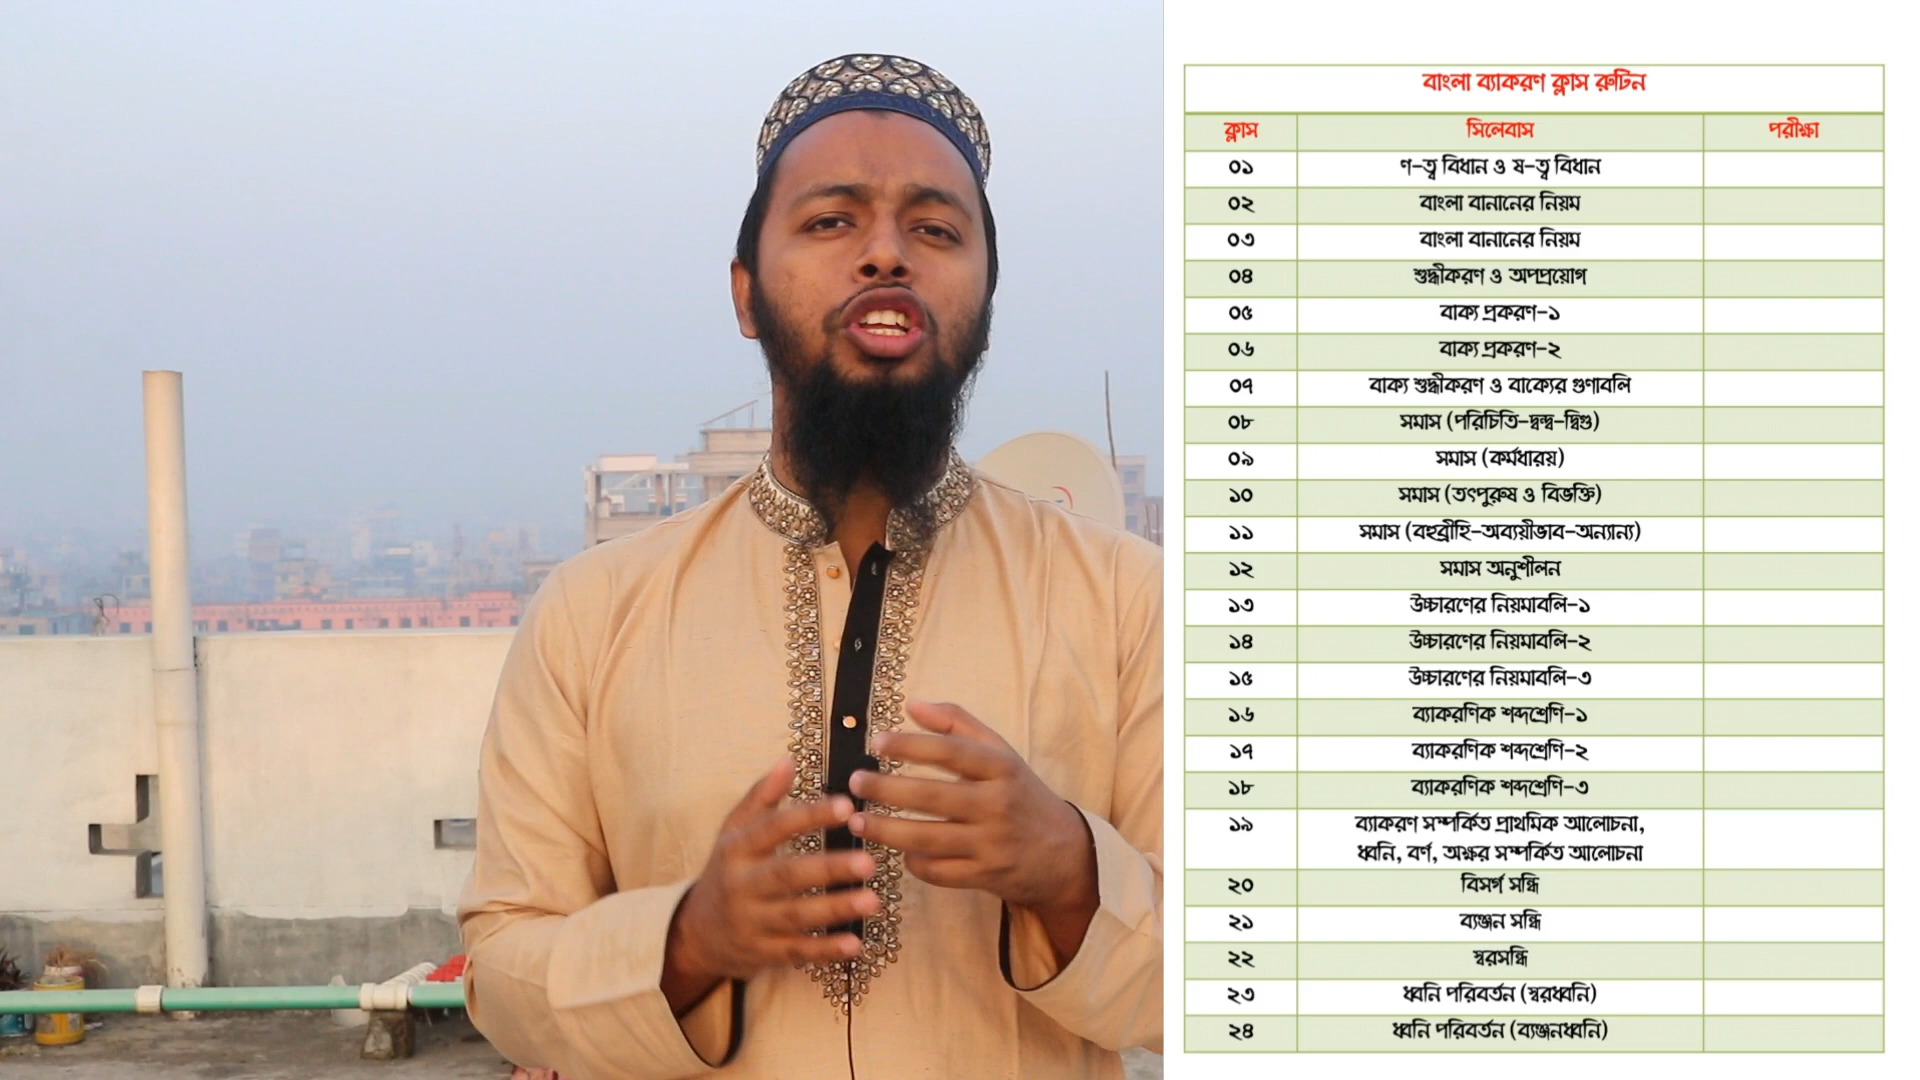 বাংলা ব্যাকরণ ক্লাস রুটিন
ক্লাস সিলেবাস পরীক্ষা
০১ ণ-ত্ব বিধান ও ষ-ত্ব বিধান
০২ বাংলা বানানের নিয়ম
০৩ বাংলা বানানের নিয়ম
০৪ শুদ্ধীকরণ ও অপপ্রয়োগ
০৫ বাক্য প্রকরণ-১
০৬ বাক্য প্রকরণ-২
০৭ বাক্য শুদ্ধীকরণ ও বাক্যের গুণাবলি
০৮ সমাস (পরিচিতি-দ্বন্দ্ব-দ্বিগু)
০৯ সমাস (কর্মধারয়)
১০ সমাস (তৎপুরুষ ও বিভক্তি)
১১ সমাস (বহুব্রীহি-অব্যয়ীভাব-অন্যান্য)
১২ সমাস অনুশীলন
১৩ উচ্চারণের নিয়মাবলি-১
১৪ উচ্চারণের নিয়মাবলি-২
১৫ উচ্চারণের নিয়মাবলি-৩
১৬ ব্যাকরণিক শব্দশ্রেণি-১
১৭ ব্যাকরণিক শব্দশ্রেণি-২
১৮ ব্যাকরণিক শব্দশ্রেণি-৩
১৯ ব্যাকরণ সম্পর্কিত প্রাথমিক আলোচনা,
ধ্বনি, বর্ণ, অক্ষর সম্পর্কিত আলোচনা
২০ বিসর্গ সন্ধি
২১ ব্যঞ্জন সন্ধি
২২ স্বরসন্ধি
২৩ ধ্বনি পরিবর্তন (স্বরধ্বনি)
২৪ ধ্বনি পরিবর্তন (ব্যঞ্জনধ্বনি)